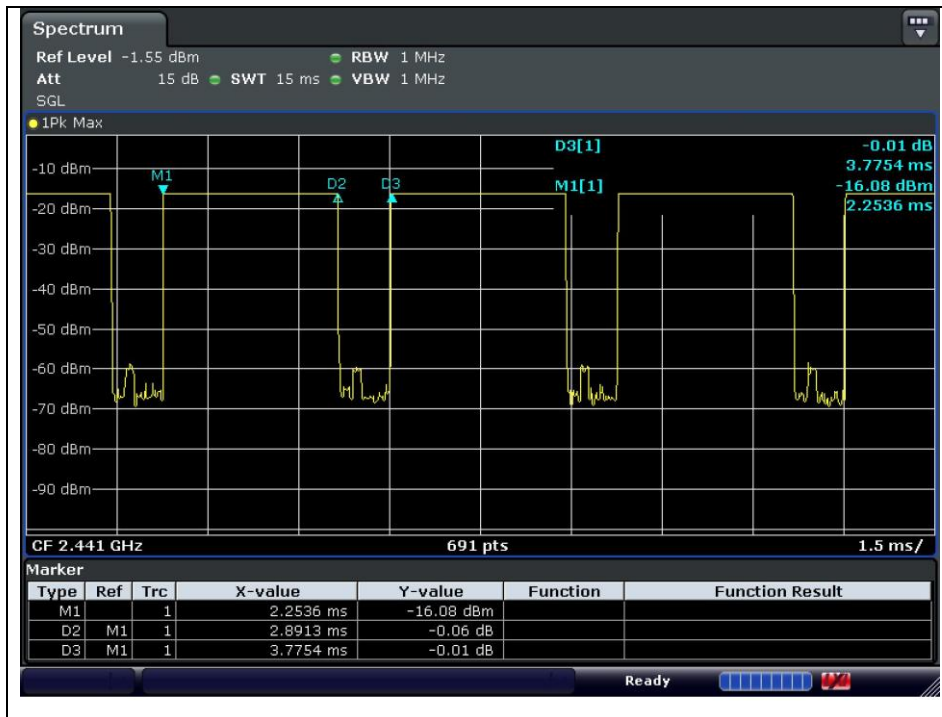 Spectrum
Ref Level -1.55 dBm RBW 1 MHz
Att 15 dB SWT 15 ms VBW 1 MHz
SGL
1Pk Max
D3[1] -0.01 dB
3.7754 ms
M1[1] -16.08 dBm
2.2536 ms
M1
D2
D3
-10 dBm
-20 dBm
-30 dBm
-40 dBm
-50 dBm
-60 dBm
-70 dBm
-80 dBm
-90 dBm
CF 2.441 GHz 691 pts 1.5 ms/
Marker
Type Ref Trc X-value Y-value Function Function Result
M1 1 2.2536 ms -16.08 dBm
D2 M1 1 2.8913 ms -0.06 dB
D3 M1 1 3.7754 ms -0.01 dB
Ready